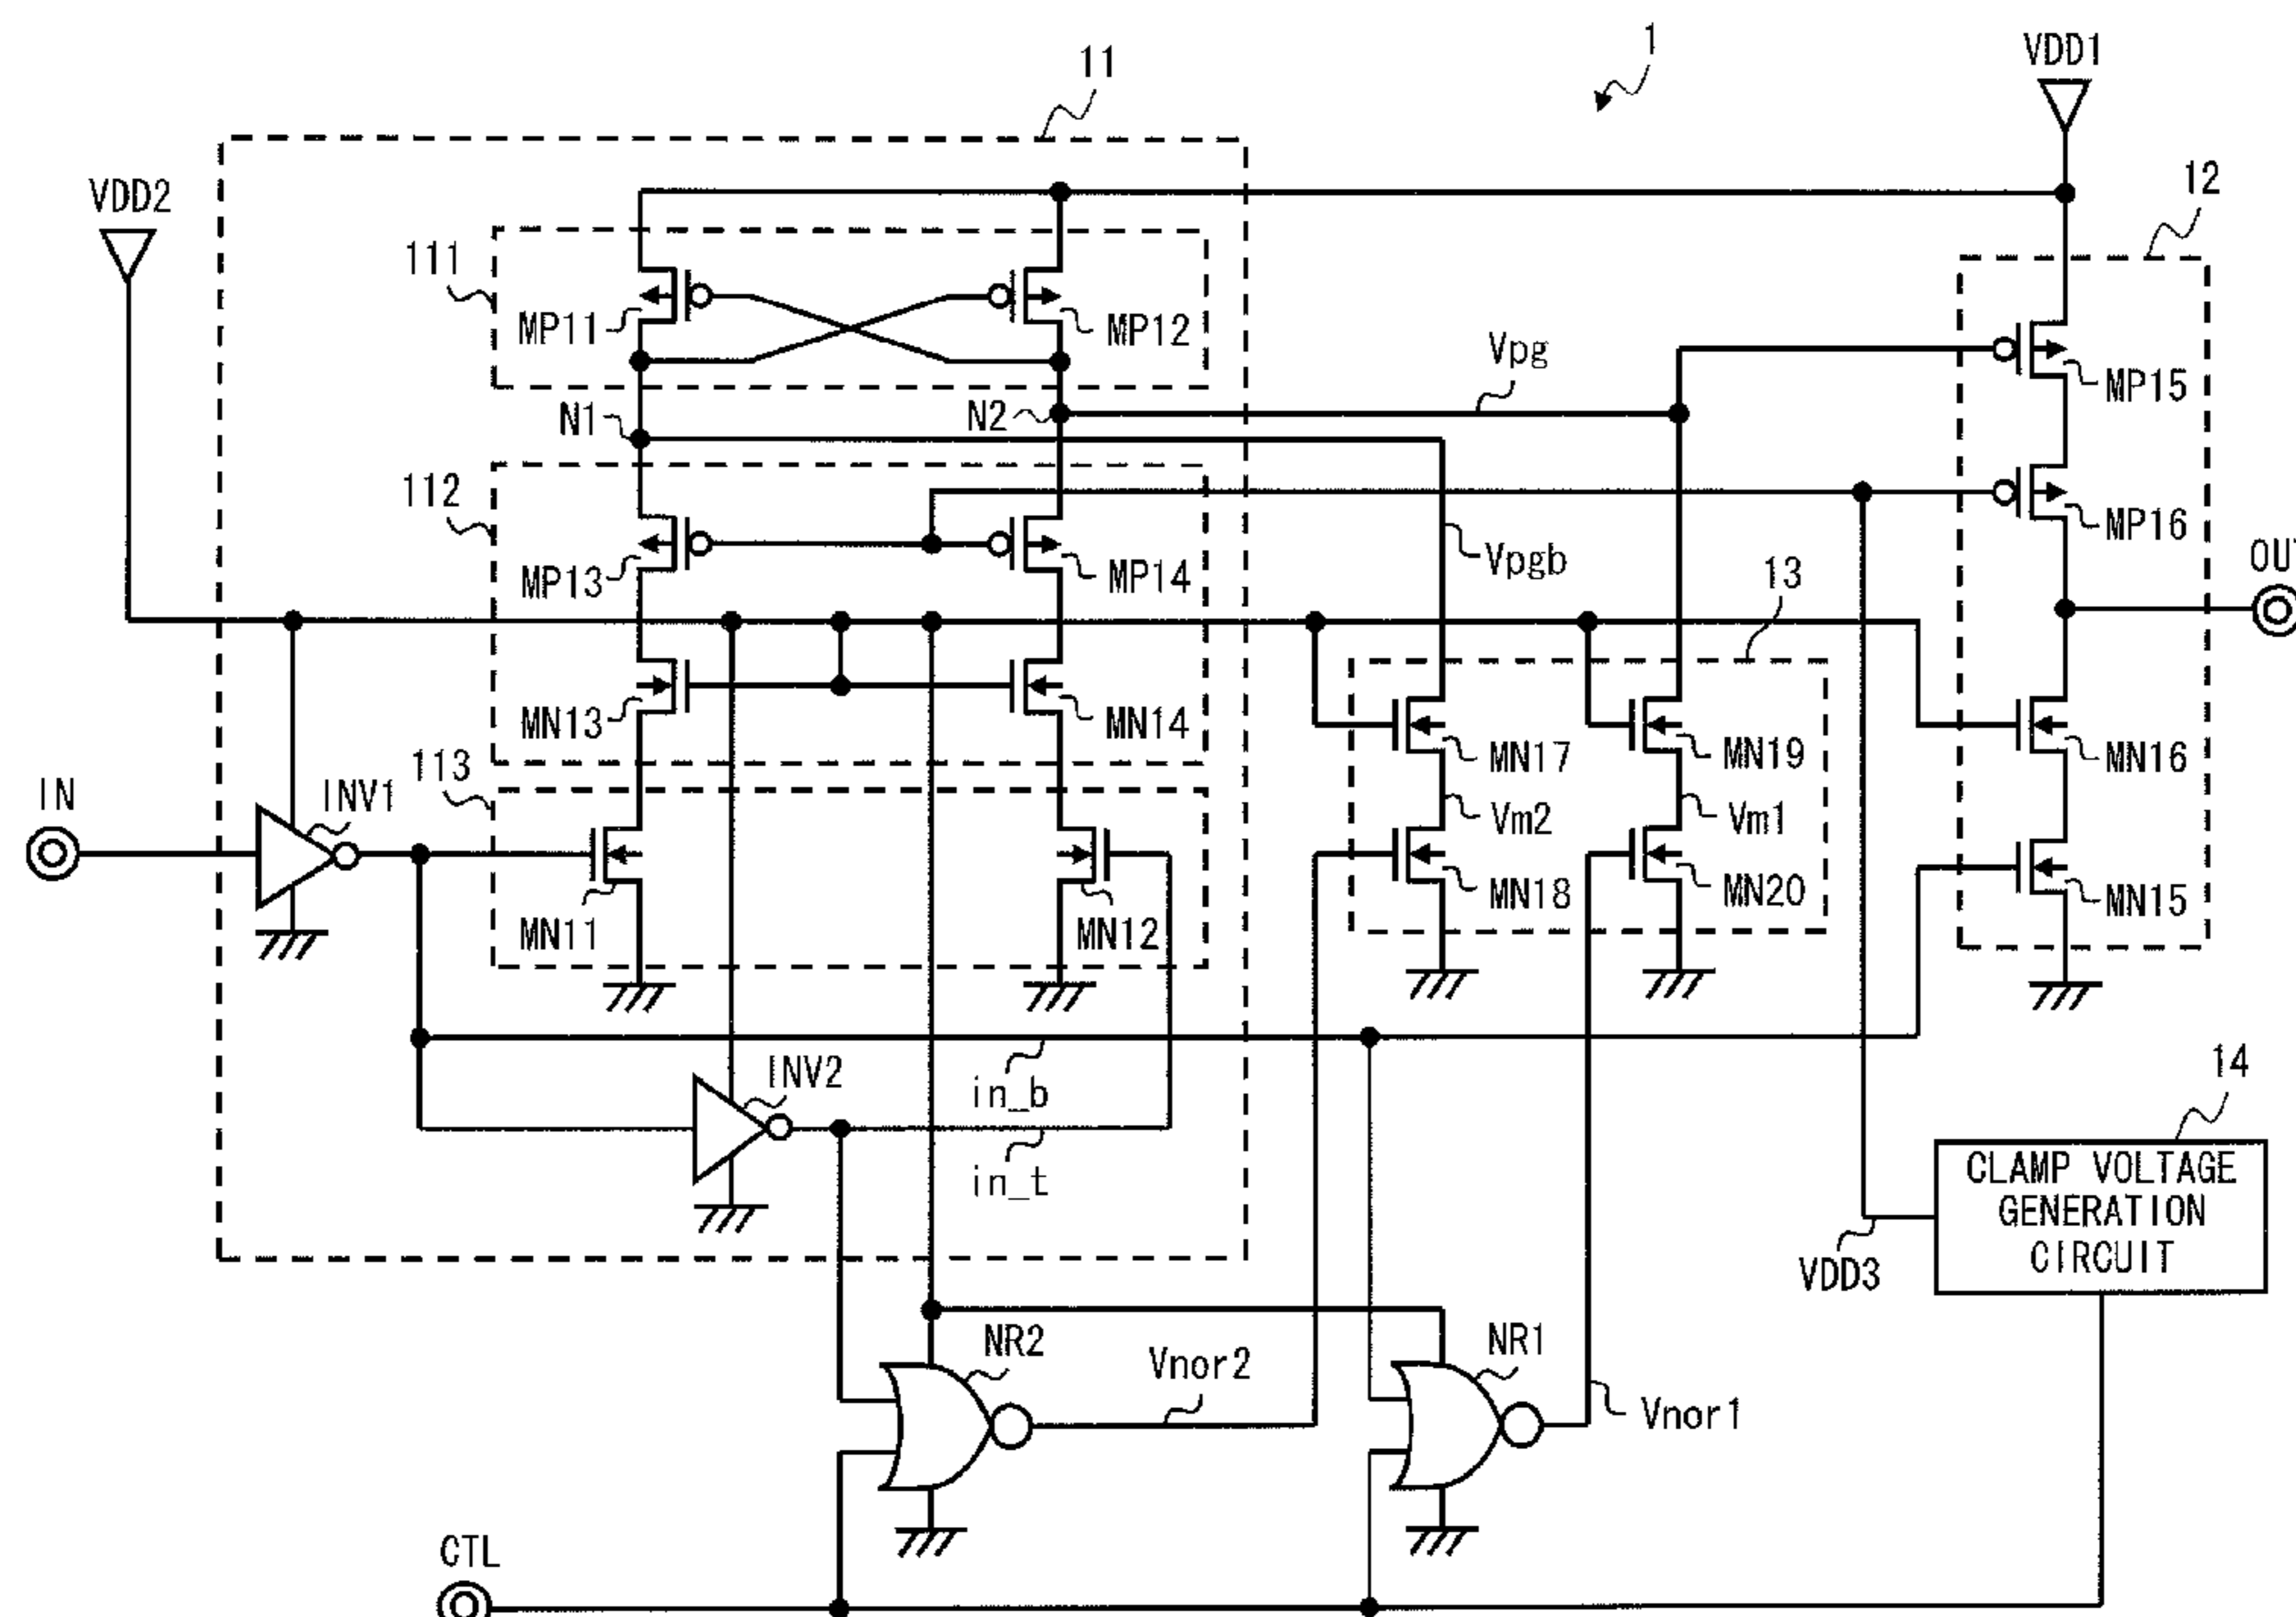 1
VDD1
11
12
VDD2
111
MP11
MP12
Vpg
MP15
N1
N2
112
MP13
MP14
Vpgb
13
MP16
OUT
MN13
MN14
MN17
MN19
MN16
113
IN
INV1
Vm2
Vm1
MN11
MN12
MN18
MN20
MN15
in_b
INV2
in_t
14
CLAMP VOLTAGE
GENERATION
CIRCUIT
VDD3
NR2
Vnor2
NR1
Vnor1
CTL